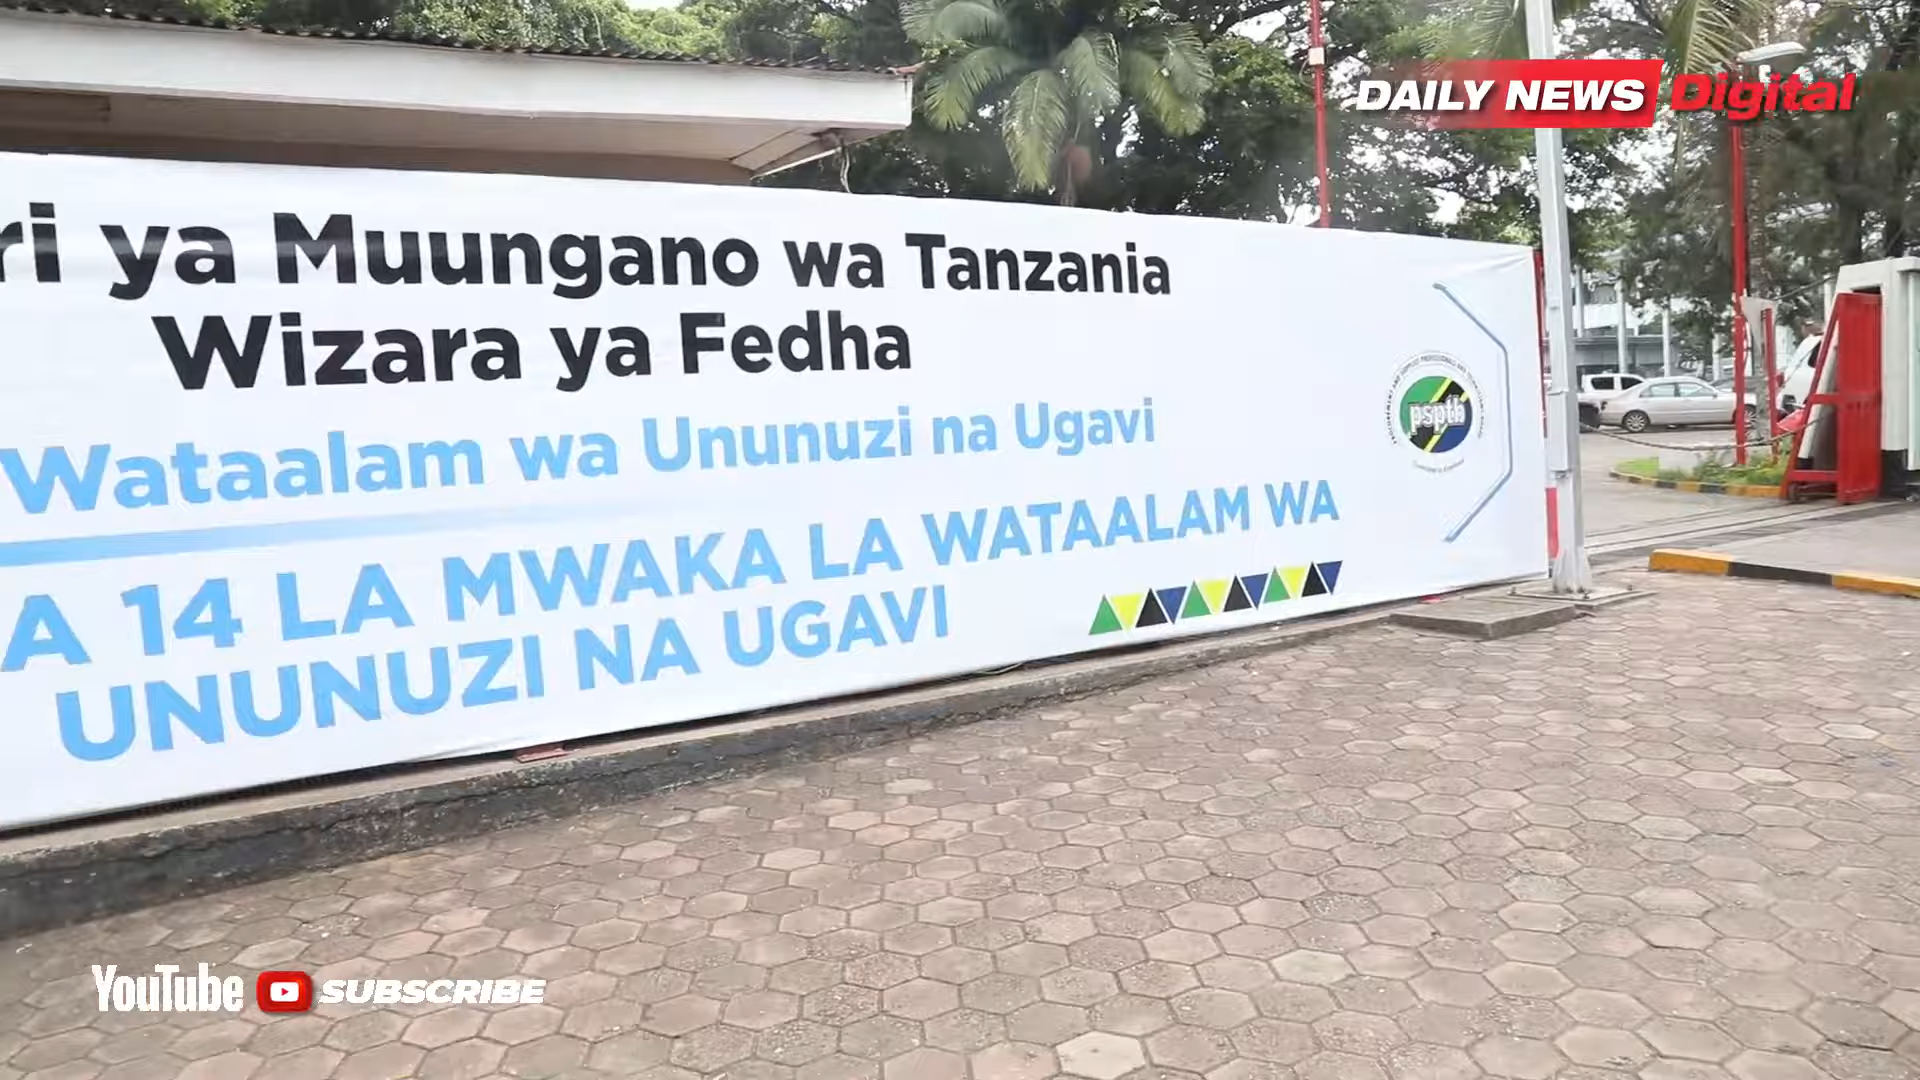 DAILY NEWS Digital
ri ya Muungano wa Tanzania
Wizara ya Fedha
Wataalam wa Ununuzi na Ugavi
A 14 LA MWAKA LA WATAALAM WA
UNUNUZI NA UGAVI
psptb
YouTube SUBSCRIBE